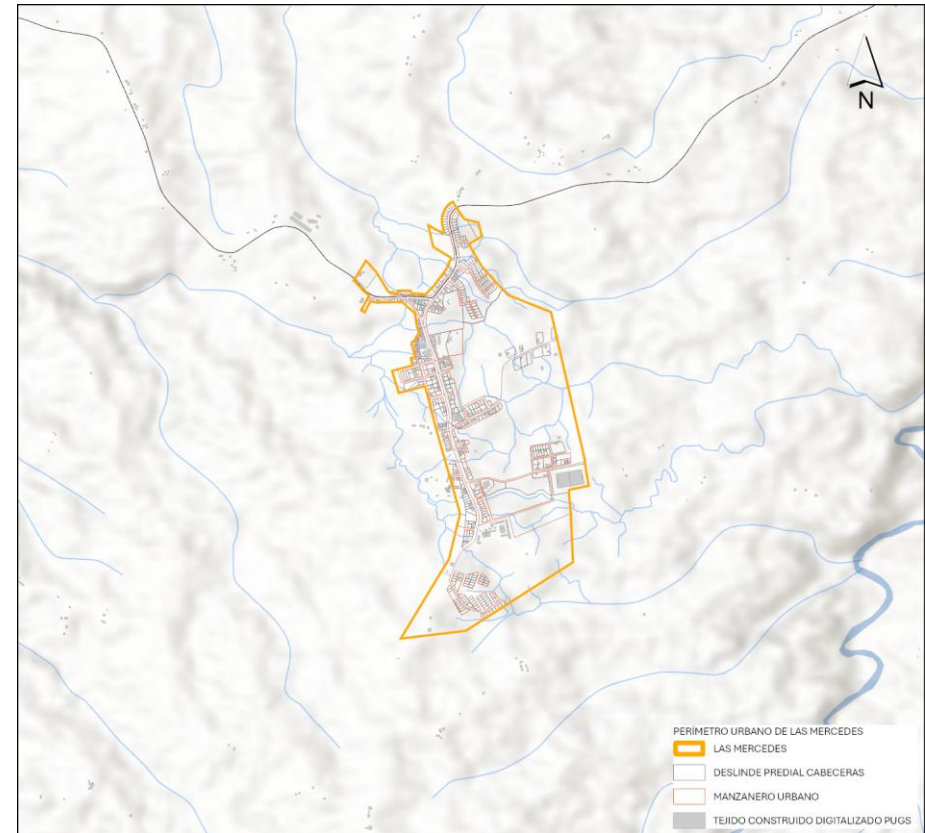 N
PERÍMETRO URBANO DE LAS MERCEDES
LAS MERCEDES
DESLINDE PREDIAL CABECERAS
MANZANERO URBANO
TEJIDO CONSTRUIDO DIGITALIZADO PUGS